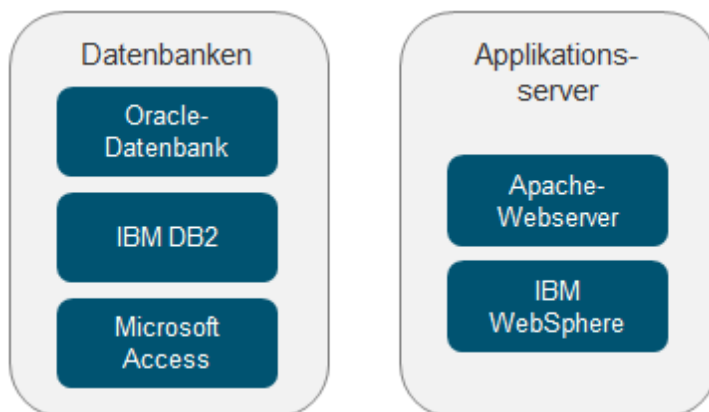 Datenbanken
Oracle-
Datenbank
IBM DB2
Microsoft
Access
Applikations-
server
Apache-
Webserver
IBM
WebSphere